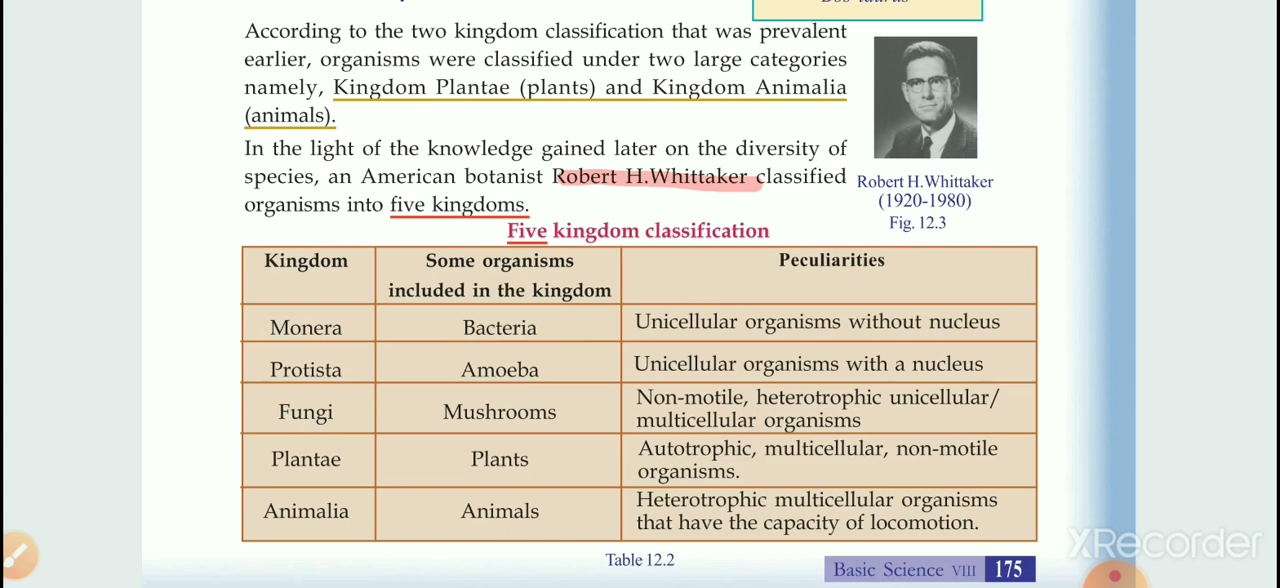 According to the two kingdom classification that was prevalent
earlier, organisms were classified under two large categories
namely, Kingdom Plantae (plants) and Kingdom Animalia
(animals).
In the light of the knowledge gained later on the diversity of
species, an American botanist Robert H.Whittaker classified
organisms into five kingdoms.
Bos taurus
Robert H.Whittaker
(1920-1980)
Fig. 12.3
Five kingdom classification
Kingdom
Some organisms
included in the kingdom
Peculiarities
Monera
Bacteria
Unicellular organisms without nucleus
Protista
Amoeba
Unicellular organisms with a nucleus
Fungi
Mushrooms
Non-motile, heterotrophic unicellular/
multicellular organisms
Plantae
Plants
Autotrophic, multicellular, non-motile
organisms.
Animalia
Animals
Heterotrophic multicellular organisms
that have the capacity of locomotion.
Table 12.2
Basic Science VIII 175
XRecorder